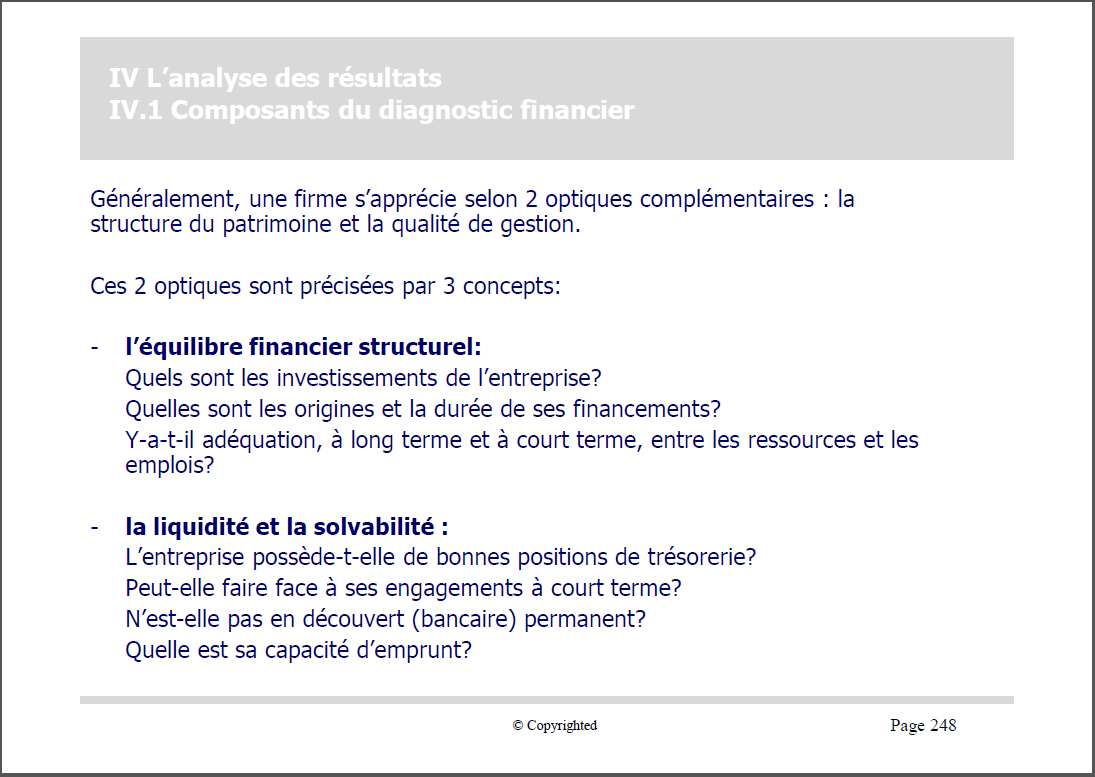 IV L’analyse des résultats
IV.1 Composants du diagnostic financier
Généralement, une firme s’apprécie selon 2 optiques complémentaires : la
structure du patrimoine et la qualité de gestion.
Ces 2 optiques sont précisées par 3 concepts:
- l’équilibre financier structurel:
Quels sont les investissements de l’entreprise?
Quelles sont les origines et la durée de ses financements?
Y-a-t-il adéquation, à long terme et à court terme, entre les ressources et les
emplois?
- la liquidité et la solvabilité :
L’entreprise possède-t-elle de bonnes positions de trésorerie?
Peut-elle faire face à ses engagements à court terme?
N’est-elle pas en découvert (bancaire) permanent?
Quelle est sa capacité d’emprunt?
© Copyrighted
Page 248